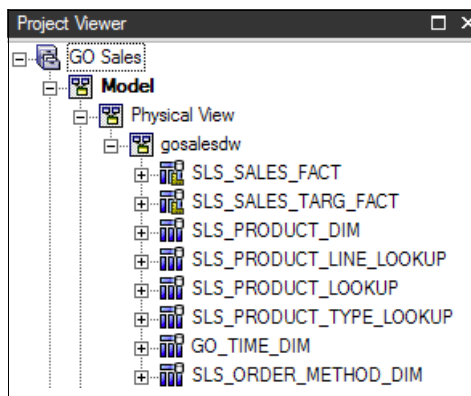 Project Viewer
GO Sales
Model
Physical View
gosalesdw
SLS_SALES_FACT
SLS_SALES_TARG_FACT
SLS_PRODUCT_DIM
SLS_PRODUCT_LINE_LOOKUP
SLS_PRODUCT_LOOKUP
SLS_PRODUCT_TYPE_LOOKUP
GO_TIME_DIM
SLS_ORDER_METHOD_DIM